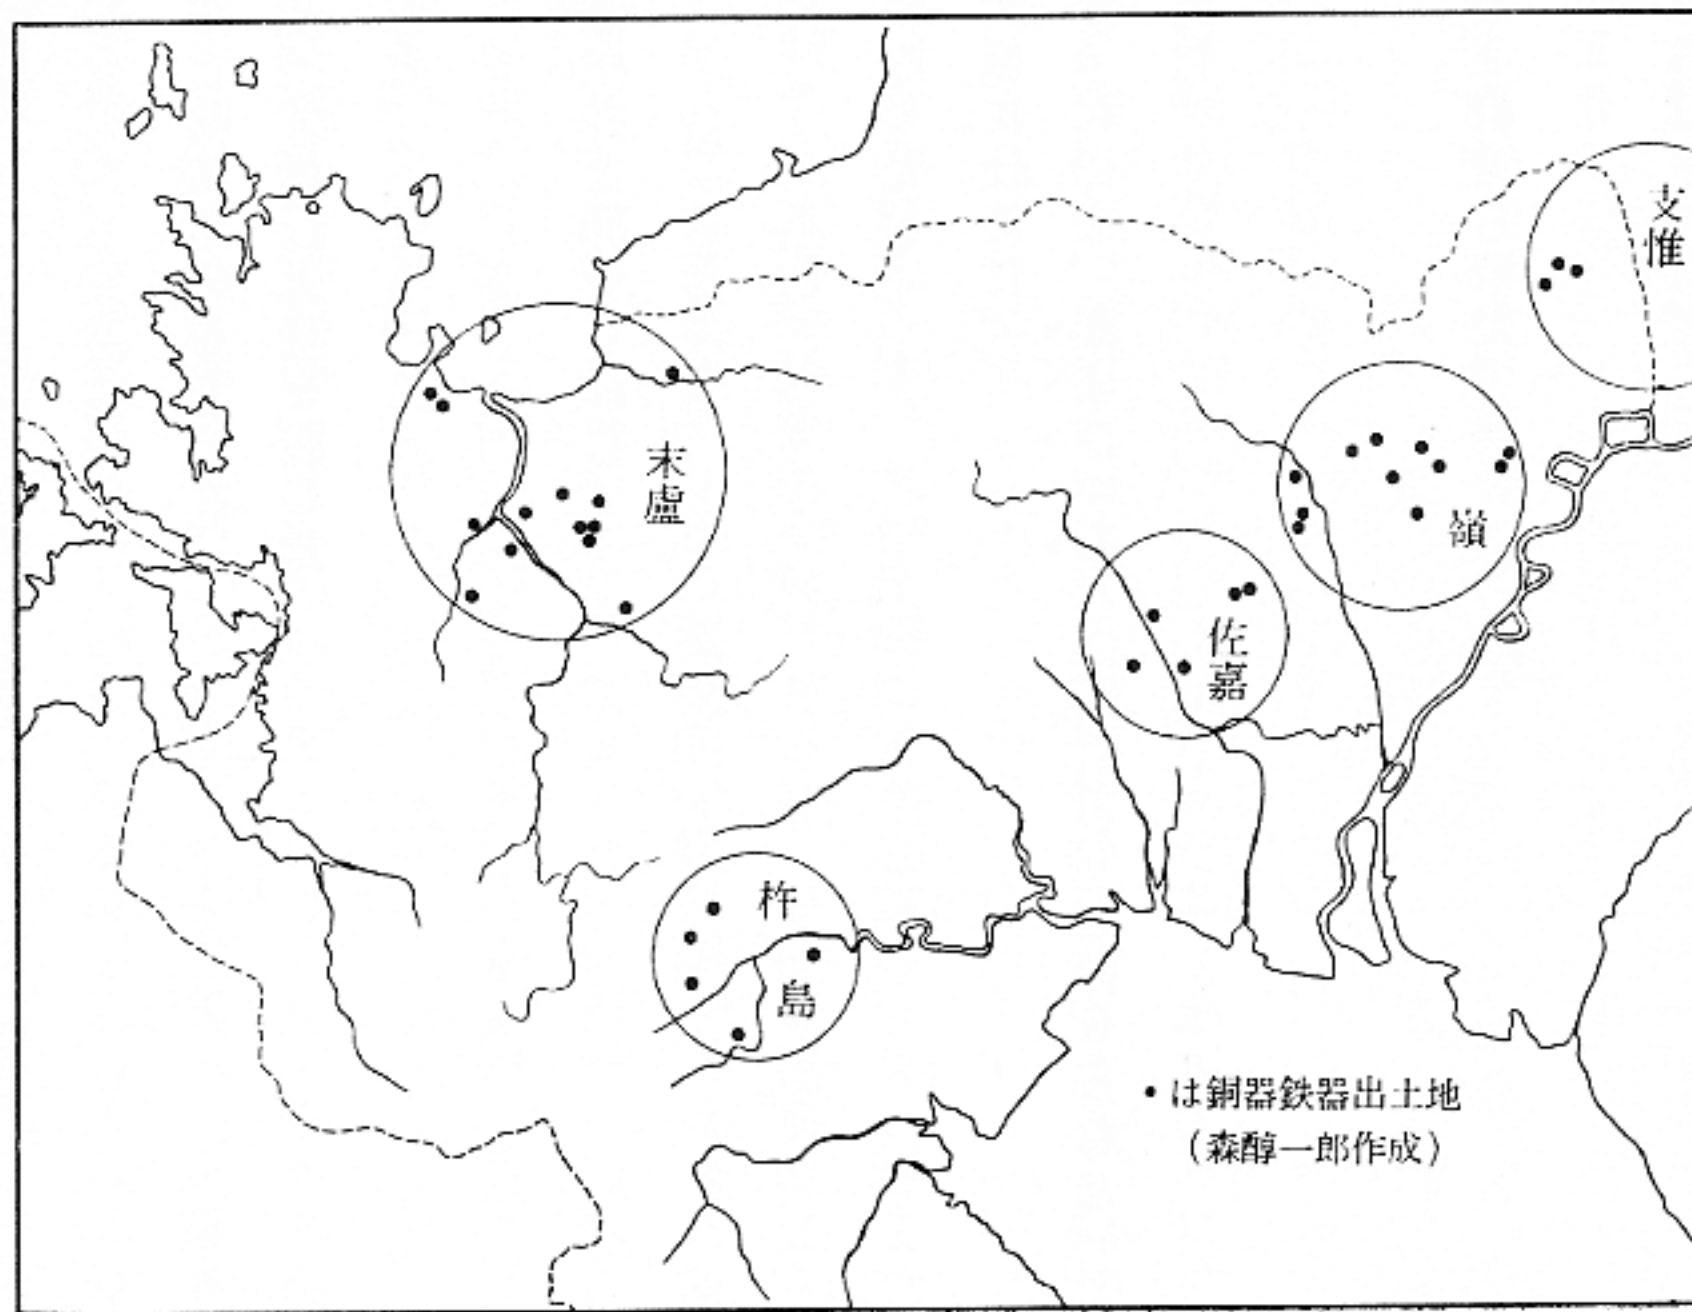 支惟
末盧
嶺
佐嘉
杵島
•は銅器鉄器出土地
(森醇一郎作成)